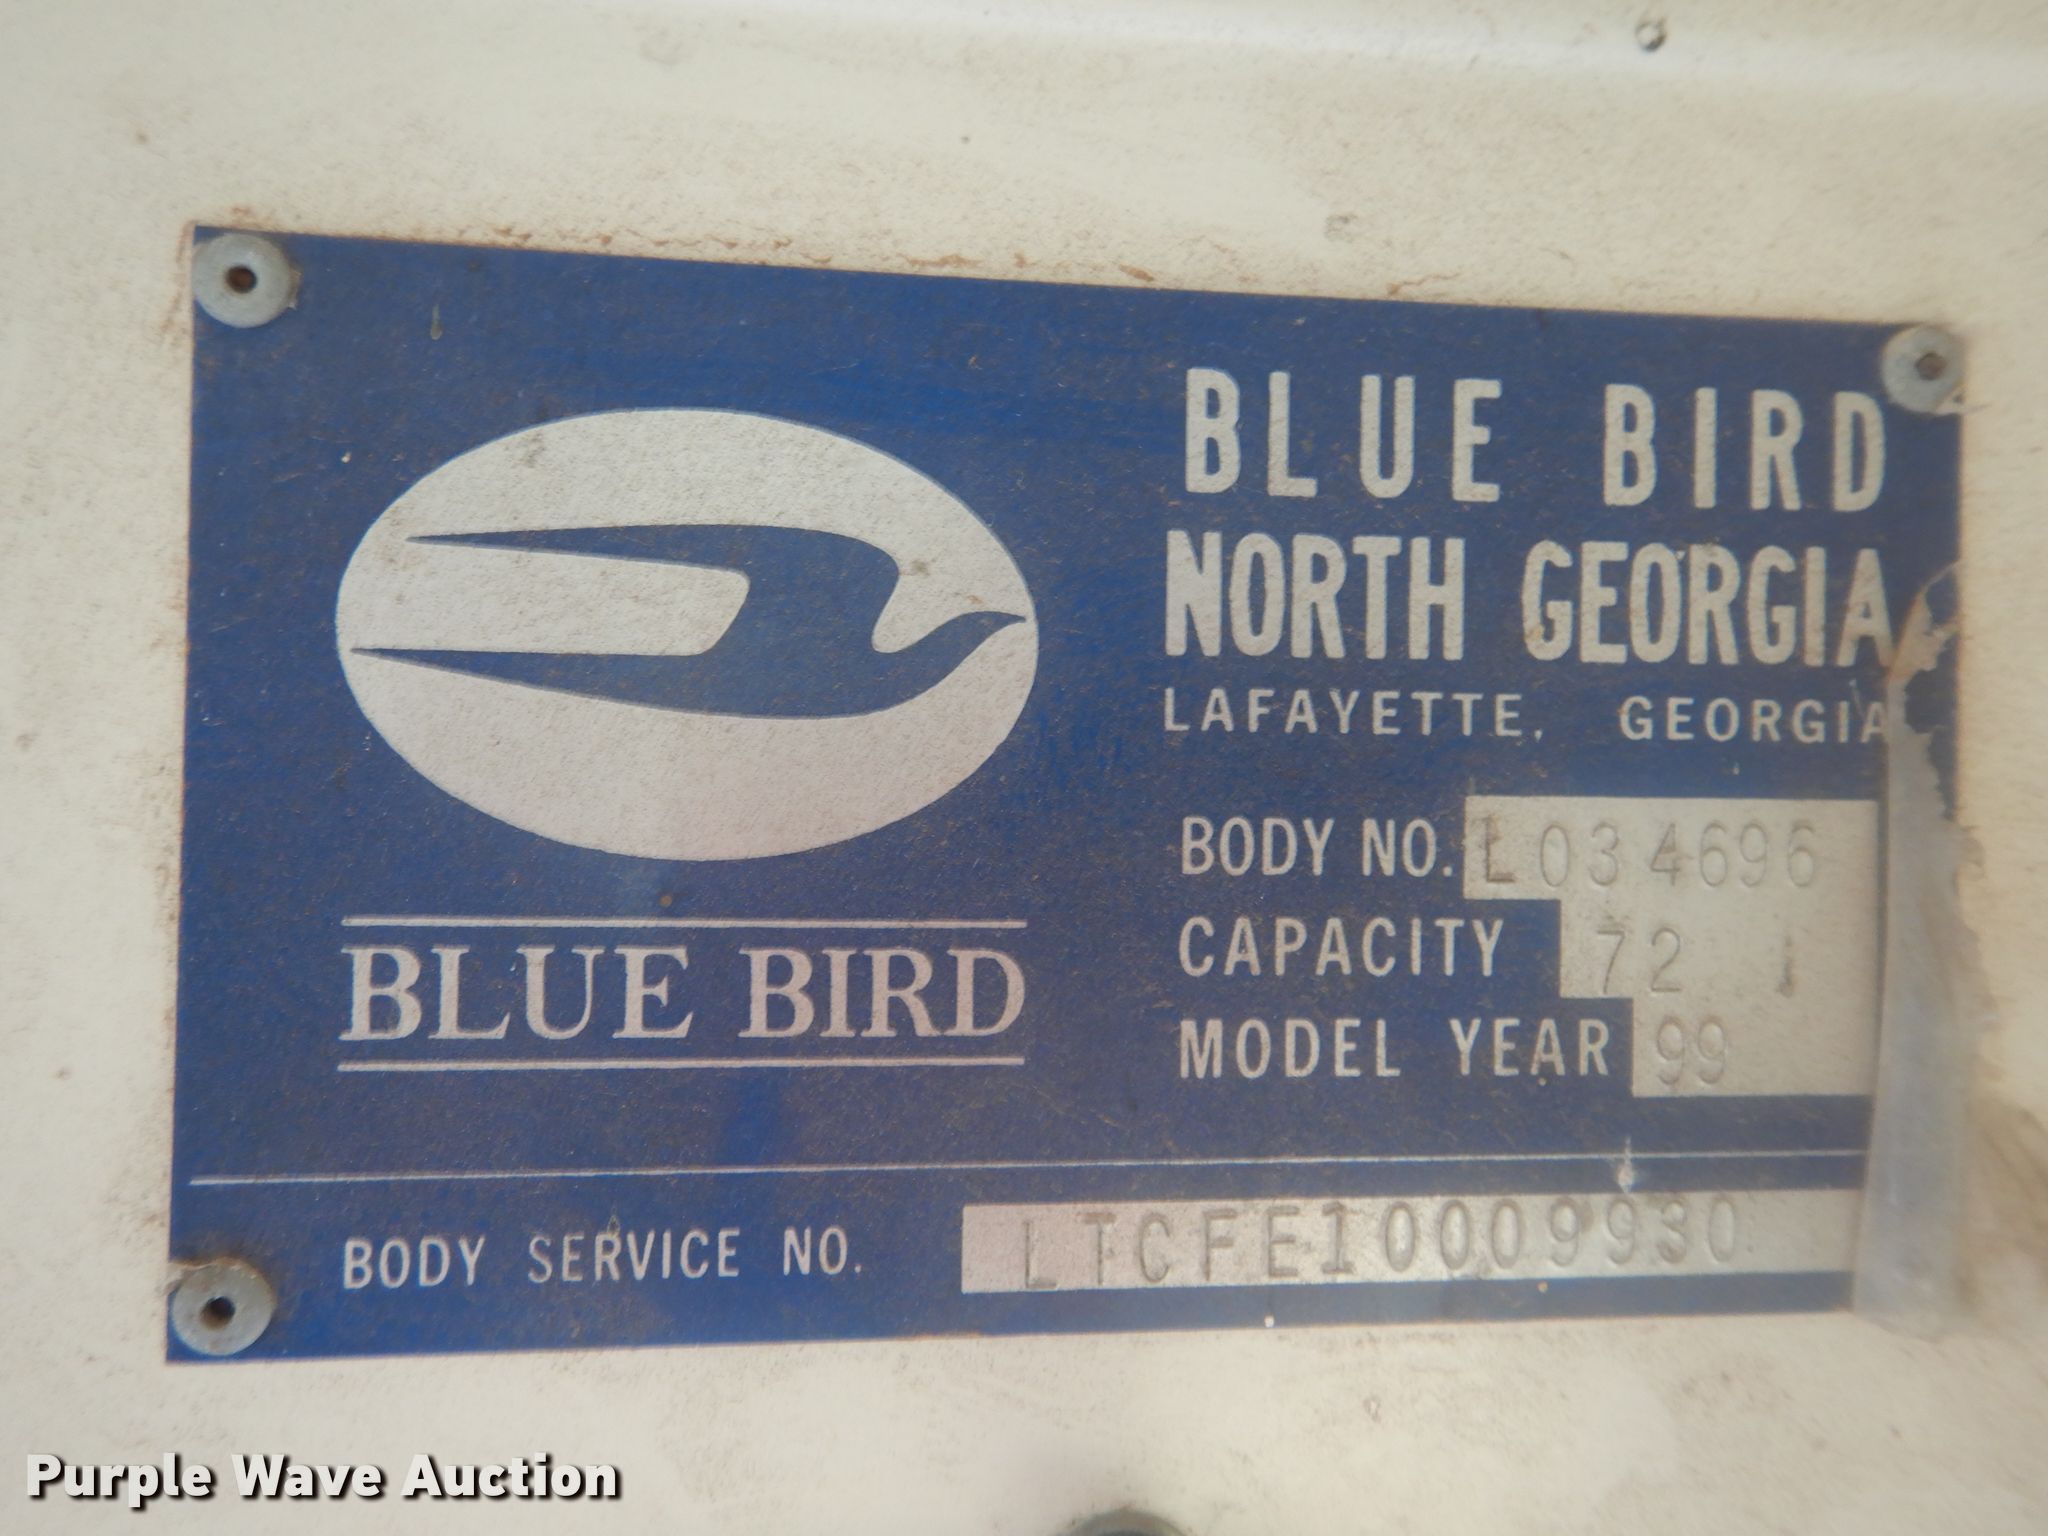 BLUE BIRD
NORTH GEORGIA
LAFAYETTE, GEORGIA
BODY NO. L034696
CAPACITY 72 1
MODEL YEAR 99
BLUE BIRD
BODY SERVICE NO. LTCFE10009930
Purple Wave Auction